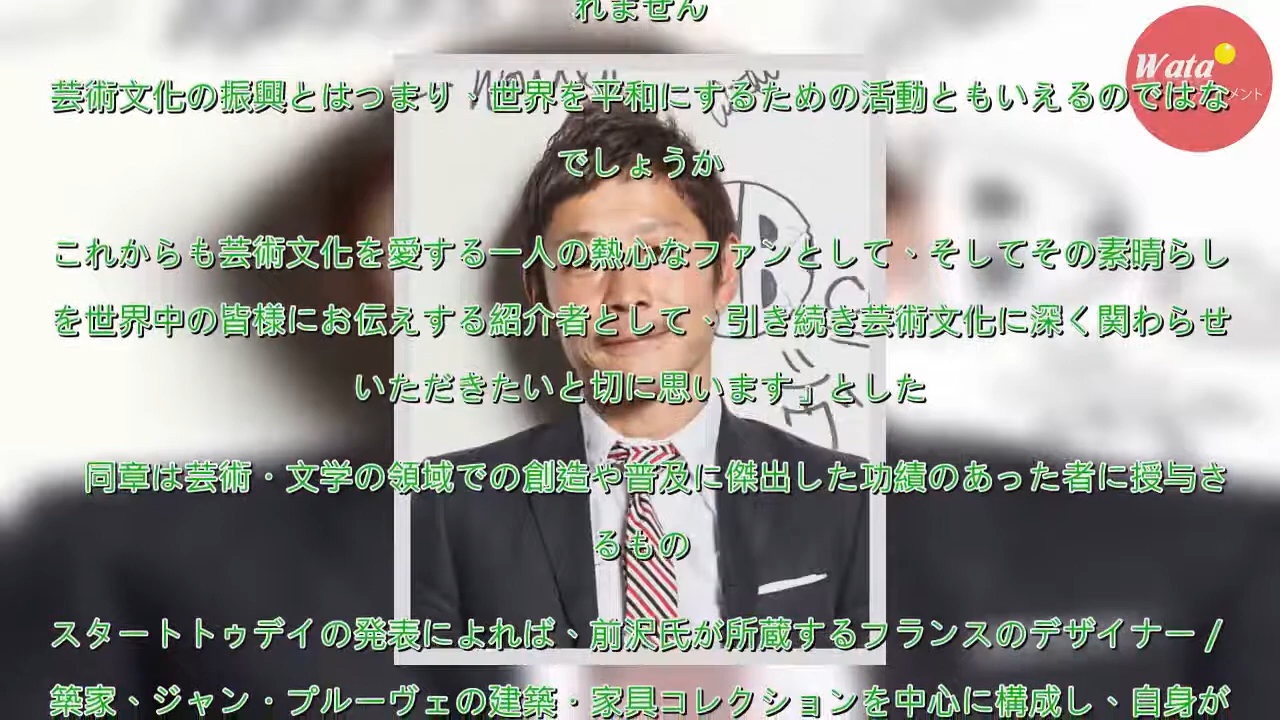 れません
芸術文化の振興とはつまり、世界を平和にするための活動ともいえるのではな
でしょうか
これからも芸術文化を愛する一人の熱心なファンとして、そしてその素晴らし
を世界中の皆様にお伝えする紹介者として、引き続き芸術文化に深く関わらせ
いただきたいと切に思います」とした
同章は芸術・文学の領域での創造や普及に傑出した功績のあった者に授与さ
るもの
スタートトゥデイの発表によれば、前沢氏が所蔵するフランスのデザイナー /
築家、ジャン・プルーヴェの建築・家具コレクションを中心に構成し、自身が
Wata
メント